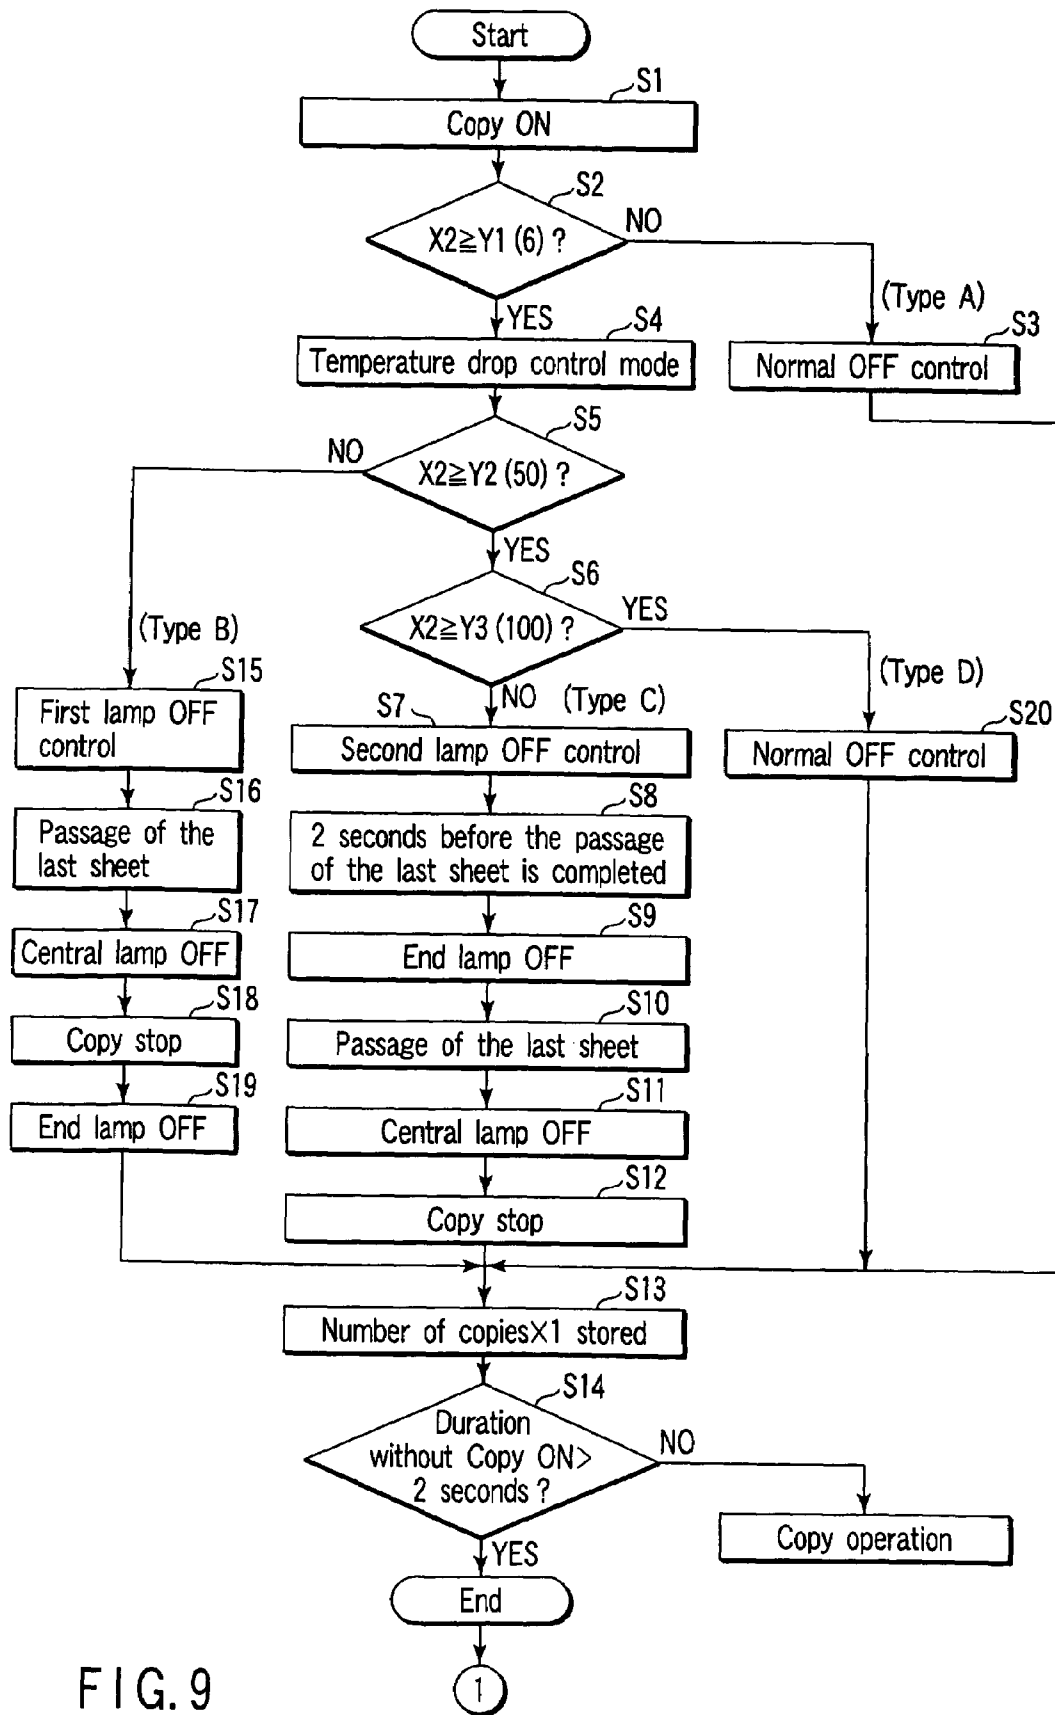 Start
S1
Copy ON
S2
X2≧Y1(6)?
NO
(Type A)
YES
S4
Temperature drop control mode
S3
Normal OFF control
S5
NO
X2≧Y2(50)?
YES
S6
X2≧Y3(100)?
YES
(Type B)
(Type D)
S15
First lamp OFF
control
NO (Type C)
S7
Second lamp OFF control
S20
Normal OFF control
S16
Passage of the
last sheet
S8
2 seconds before the passage
of the last sheet is completed
S17
Central lamp OFF
S9
End lamp OFF
S18
Copy stop
S10
Passage of the last sheet
S19
End lamp OFF
S11
Central lamp OFF
S12
Copy stop
S13
Number of copies×1 stored
S14
Duration
without Copy ON>
2 seconds?
NO
Copy operation
YES
End
1
FIG. 9